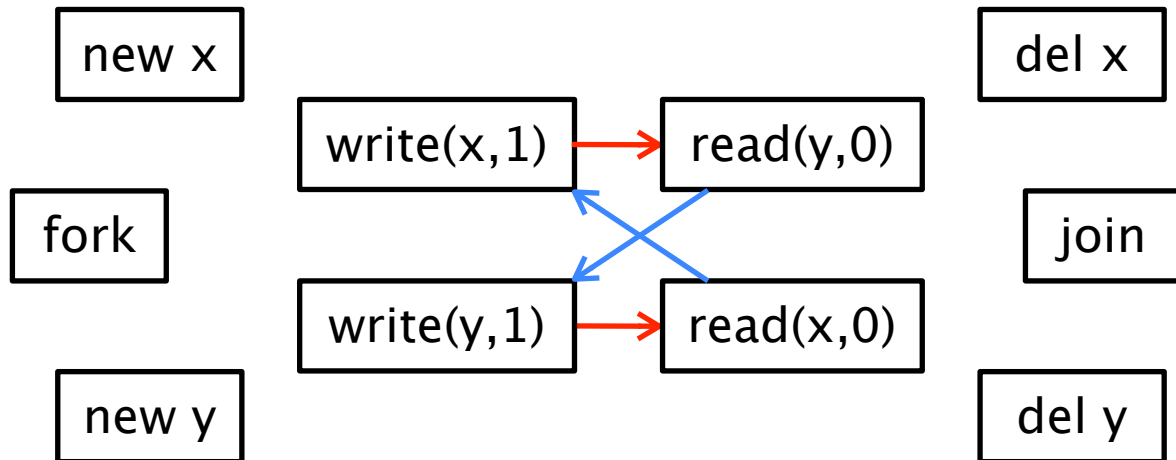 new x
del x
write(x,1)
read(y,0)
fork
join
write(y,1)
read(x,0)
new y
del y